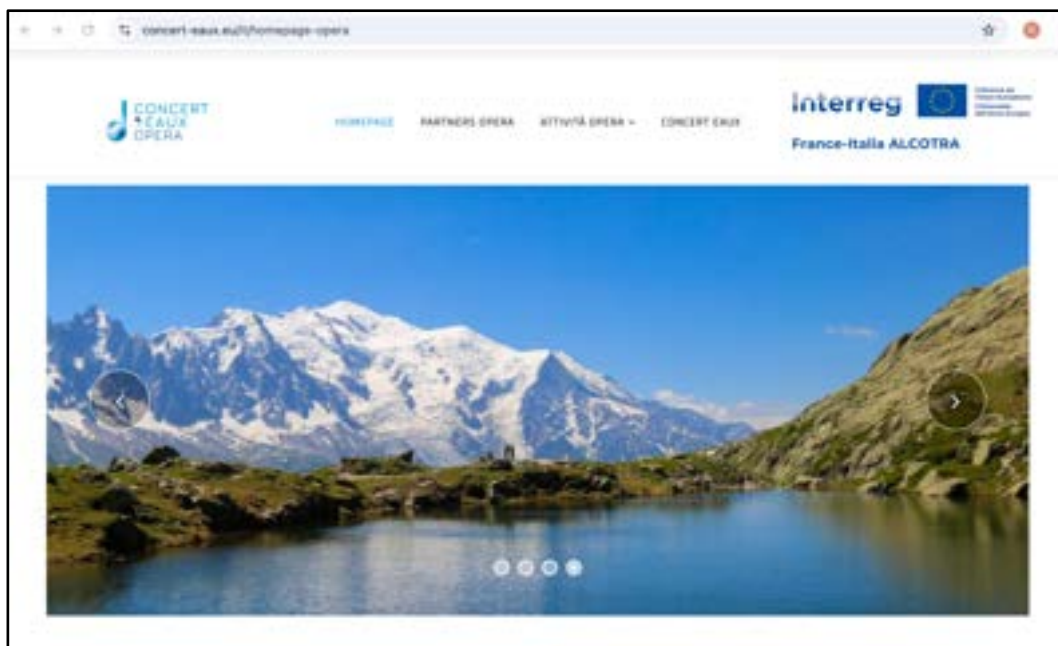 concert-eaux.eu/it/homepage-opera
CONCERT
EAUX
OPERA
HOMEPAGE
PARTNERS OPERA
ATTIVITÀ OPERA
CONCERT EAUX
Interreg
France-Italia ALCOTRA